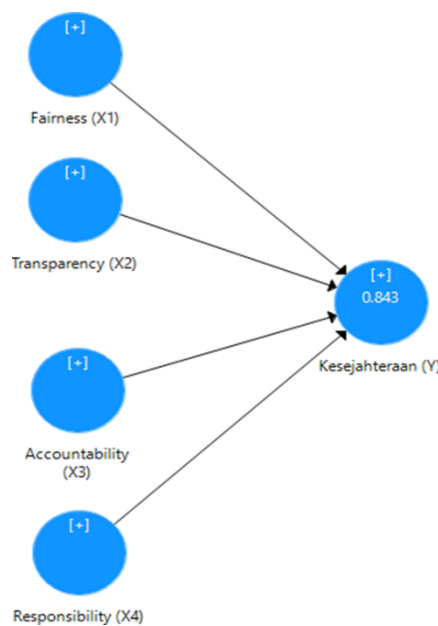 [+]
Fairness (X1)
[+]
Transparency (X2)
[+]
0.843
Kesejahteraan (Y)
[+]
Accountability
(X3)
[+]
Responsibility (X4)